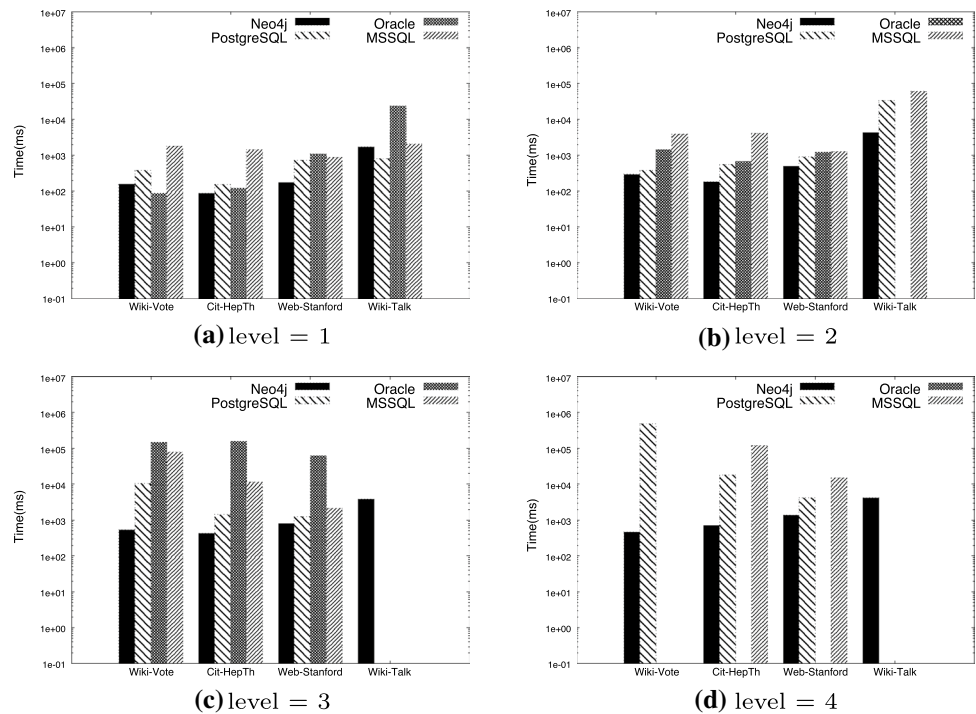 1e+07
1e+06
1e+05
1e+04
1e+03
1e+02
1e+01
1e+00
1e-01
Time(ms)
Neo4j
PostgreSQL
Oracle
MSSQL
Wiki-Vote Cit-HepTh Web-Stanford Wiki-Talk
(a) level = 1
1e+07
1e+06
1e+05
1e+04
1e+03
1e+02
1e+01
1e+00
1e-01
Time(ms)
Neo4j
PostgreSQL
Oracle
MSSQL
Wiki-Vote Cit-HepTh Web-Stanford Wiki-Talk
(b) level = 2
1e+07
1e+06
1e+05
1e+04
1e+03
1e+02
1e+01
1e+00
1e-01
Time(ms)
Neo4j
PostgreSQL
Oracle
MSSQL
Wiki-Vote Cit-HepTh Web-Stanford Wiki-Talk
(c) level = 3
1e+07
1e+06
1e+05
1e+04
1e+03
1e+02
1e+01
1e+00
1e-01
Time(ms)
Neo4j
PostgreSQL
Oracle
MSSQL
Wiki-Vote Cit-HepTh Web-Stanford Wiki-Talk
(d) level = 4